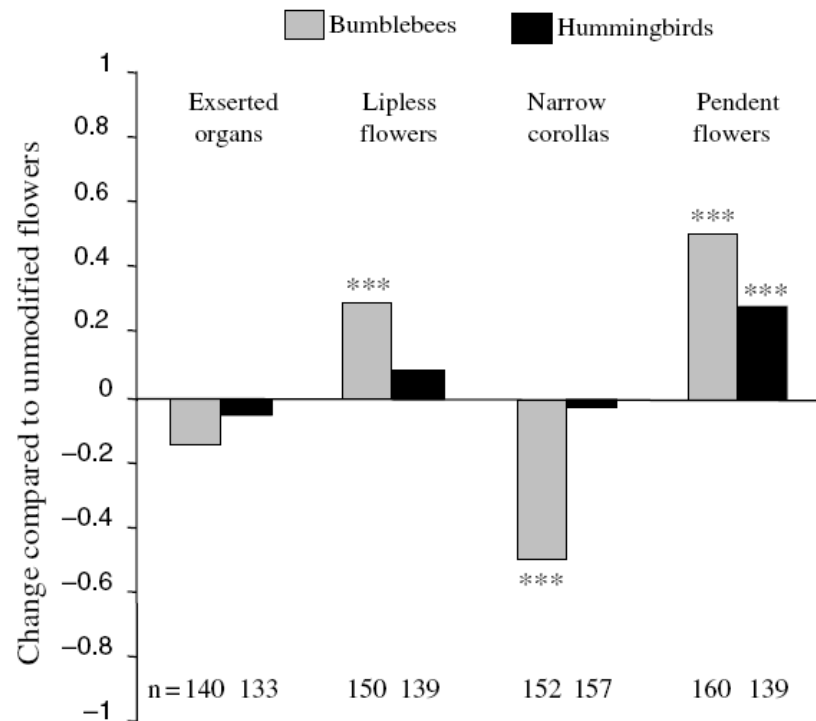 Bumblebees Hummingbirds
Exserted organs
Lipless flowers
Narrow corollas
Pendent flowers
Change compared to unmodified flowers
1
0.8
0.6
0.4
0.2
0
−0.2
−0.4
−0.6
−0.8
−1
***
***
***
***
n = 140 133 150 139 152 157 160 139